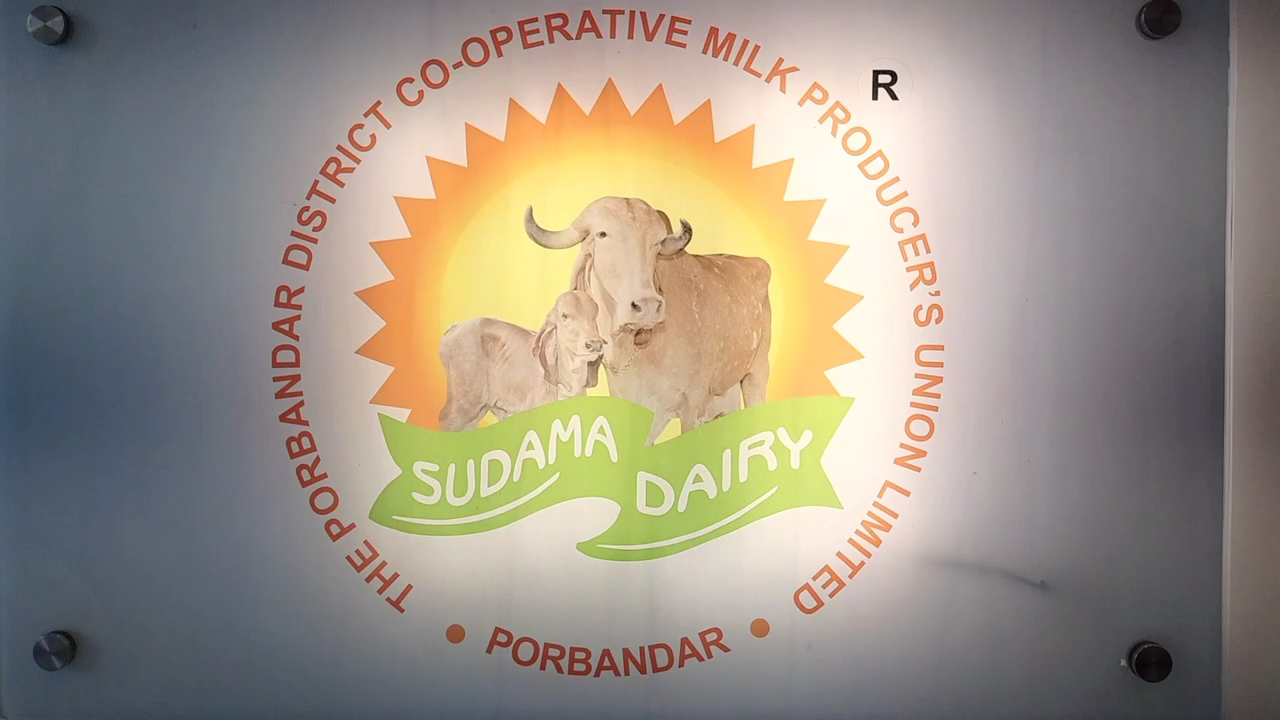 THE PORBANDAR DISTRICT CO-OPERATIVE MILK PRODUCER'S UNION LIMITED
R
SUDAMA DAIRY
• PORBANDAR •